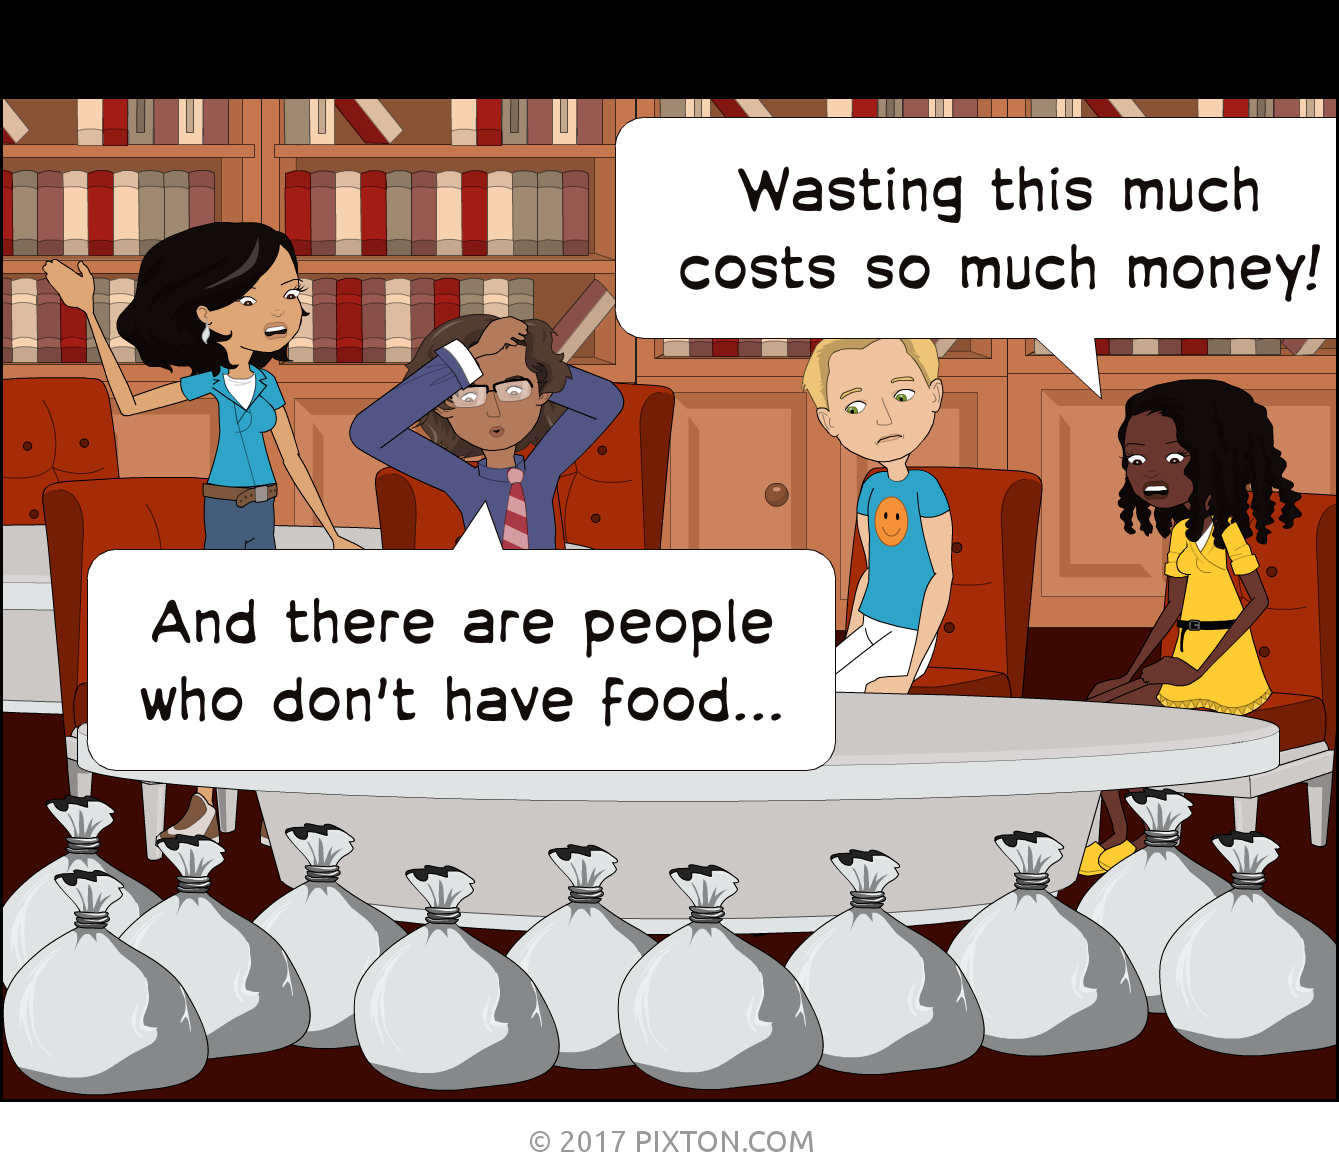 Wasting this much
costs so much money!
And there are people
who don't have food...
© 2017 PIXTON.COM